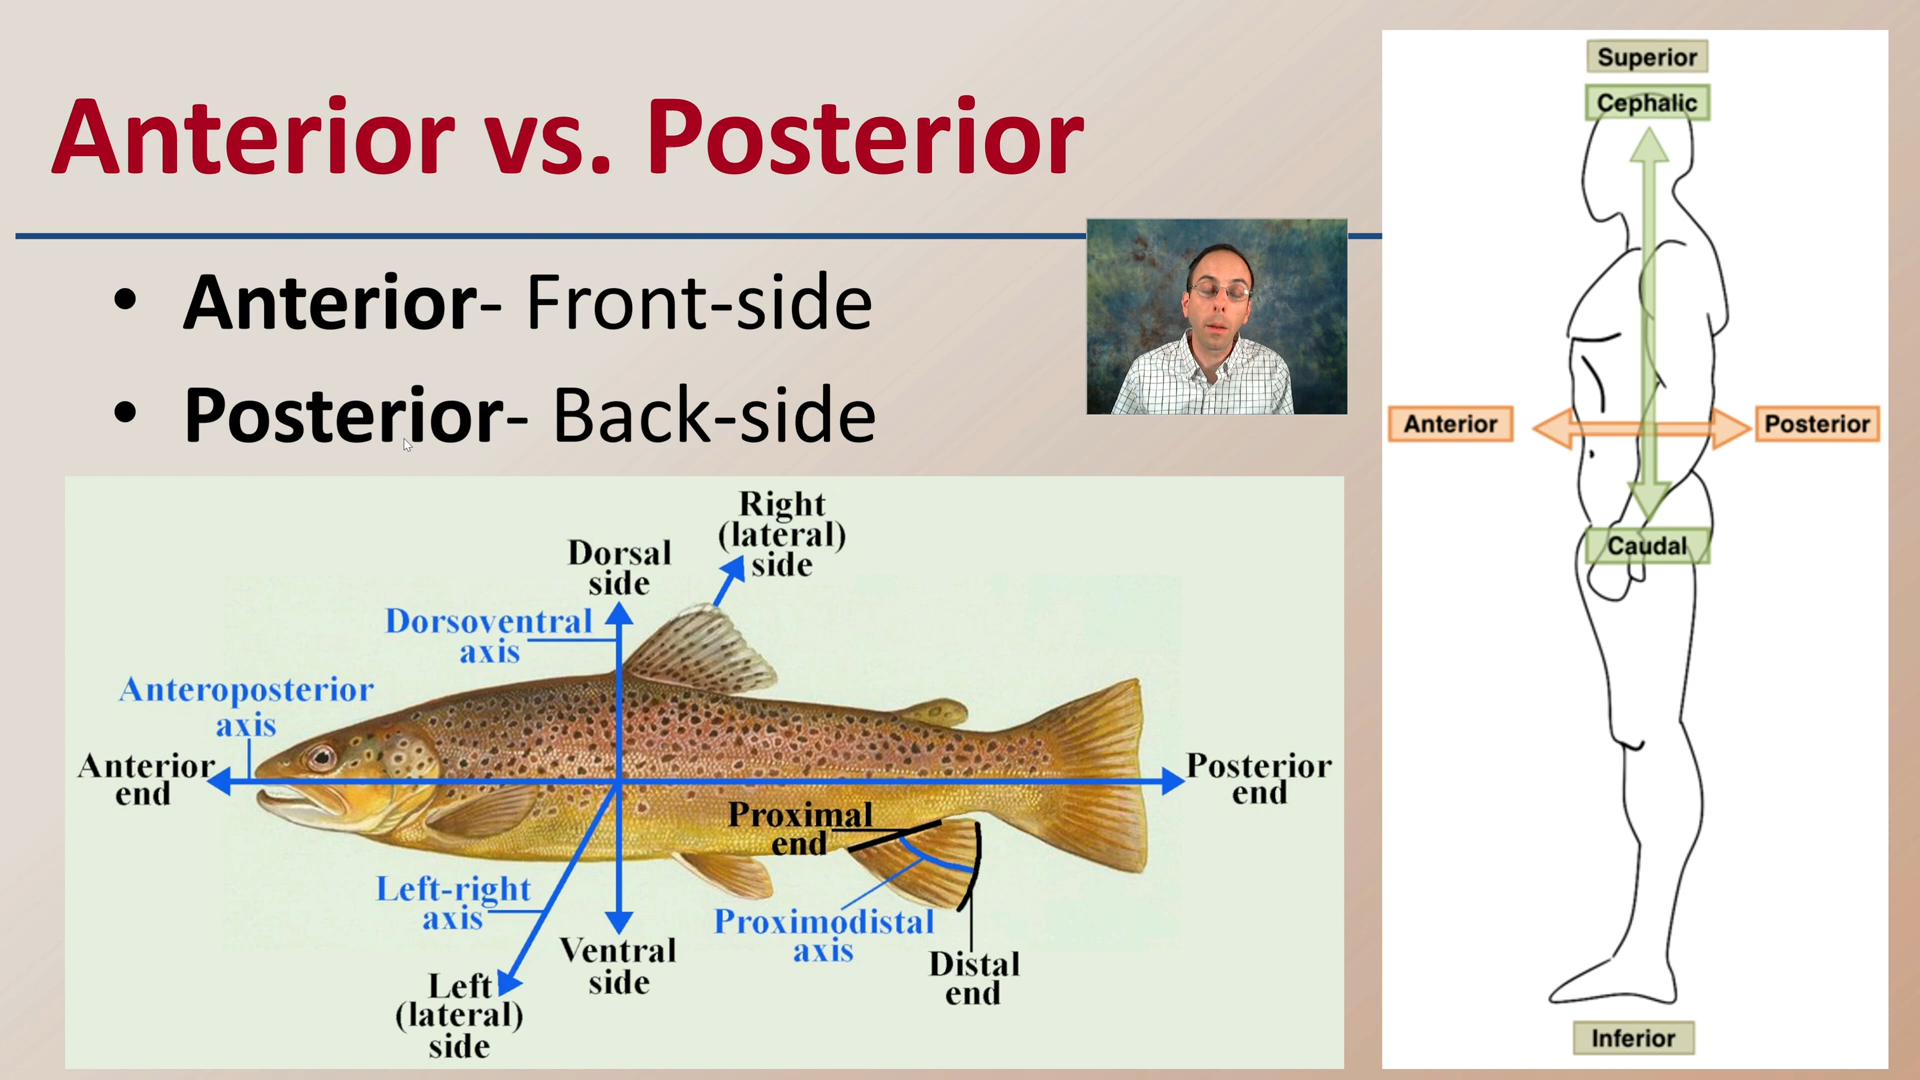 Anterior vs. Posterior
• Anterior- Front-side
• Posterior- Back-side
Right
(lateral)
side
Dorsal
side
Dorsoventral
axis
Anteroposterior
axis
Anterior
end
Posterior
end
Proximal
end
Left-right
axis
Proximodistal
axis
Ventral
side
Distal
end
Left
(lateral)
side
Superior
Cephalic
Anterior
Posterior
Caudal
Inferior